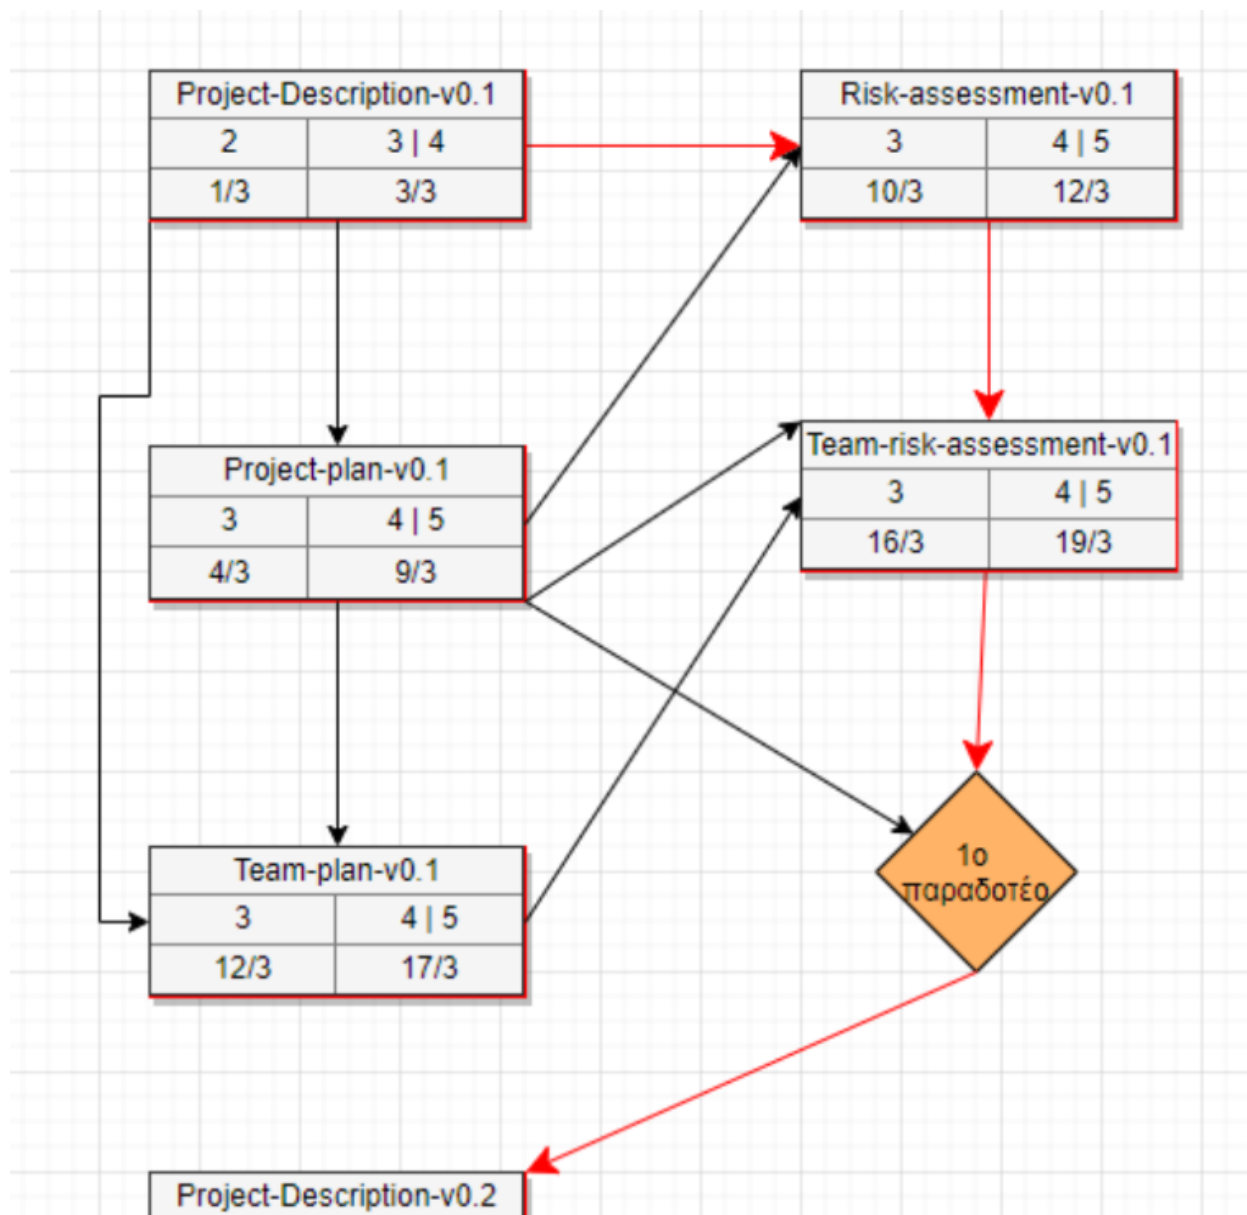 Project-Description-v0.1
2
3 | 4
1/3
3/3
Risk-assessment-v0.1
3
4 | 5
10/3
12/3
Project-plan-v0.1
3
4 | 5
4/3
9/3
Team-risk-assessment-v0.1
3
4 | 5
16/3
19/3
Team-plan-v0.1
3
4 | 5
12/3
17/3
1ο
παραδοτέο
Project-Description-v0.2